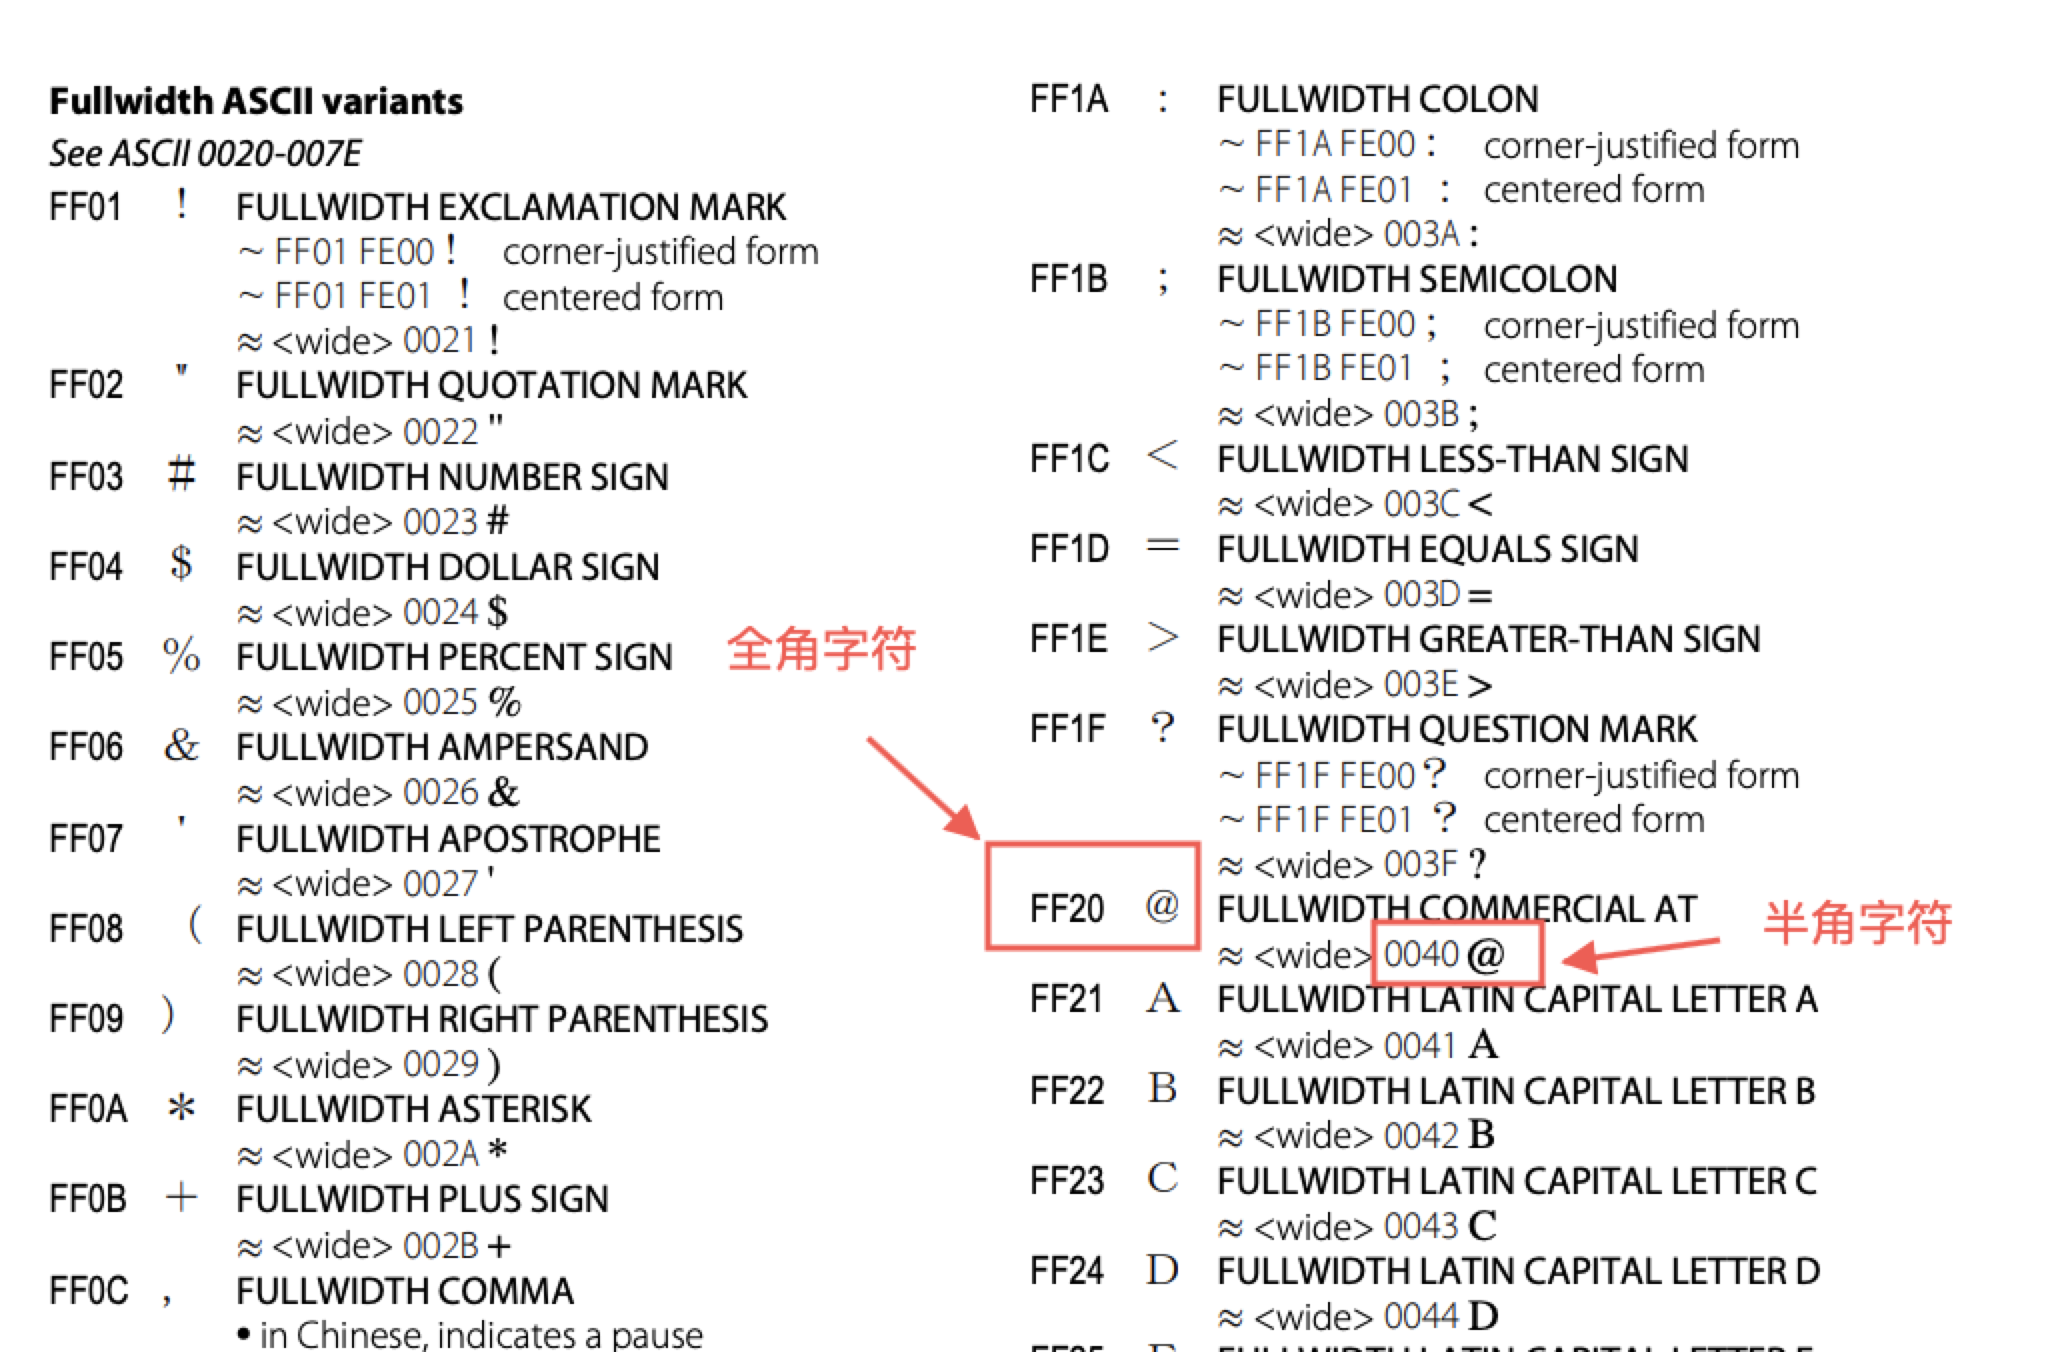 Fullwidth ASCII variants
See ASCII 0020-007E
FF01 ! FULLWIDTH EXCLAMATION MARK
~ FF01 FE00 ! corner-justified form
~ FF01 FE01 ! centered form
≈ <wide> 0021 !
FF02 " FULLWIDTH QUOTATION MARK
≈ <wide> 0022 "
FF03 # FULLWIDTH NUMBER SIGN
≈ <wide> 0023 #
FF04 $ FULLWIDTH DOLLAR SIGN
≈ <wide> 0024 $
FF05 % FULLWIDTH PERCENT SIGN
≈ <wide> 0025 %
FF06 & FULLWIDTH AMPERSAND
≈ <wide> 0026 &
FF07 ' FULLWIDTH APOSTROPHE
≈ <wide> 0027 '
FF08 ( FULLWIDTH LEFT PARENTHESIS
≈ <wide> 0028 (
FF09 ) FULLWIDTH RIGHT PARENTHESIS
≈ <wide> 0029 )
FF0A * FULLWIDTH ASTERISK
≈ <wide> 002A *
FF0B + FULLWIDTH PLUS SIGN
≈ <wide> 002B +
FF0C , FULLWIDTH COMMA
• in Chinese, indicates a pause
全角字符
FF1A : FULLWIDTH COLON
~ FF1A FE00 : corner-justified form
~ FF1A FE01 : centered form
≈ <wide> 003A :
FF1B ; FULLWIDTH SEMICOLON
~ FF1B FE00 ; corner-justified form
~ FF1B FE01 ; centered form
≈ <wide> 003B ;
FF1C < FULLWIDTH LESS-THAN SIGN
≈ <wide> 003C <
FF1D = FULLWIDTH EQUALS SIGN
≈ <wide> 003D =
FF1E > FULLWIDTH GREATER-THAN SIGN
≈ <wide> 003E >
FF1F ? FULLWIDTH QUESTION MARK
~ FF1F FE00 ? corner-justified form
~ FF1F FE01 ? centered form
≈ <wide> 003F ?
FF20 @ FULLWIDTH COMMERCIAL AT
≈ <wide> 0040 @
半角字符
FF21 A FULLWIDTH LATIN CAPITAL LETTER A
≈ <wide> 0041 A
FF22 B FULLWIDTH LATIN CAPITAL LETTER B
≈ <wide> 0042 B
FF23 C FULLWIDTH LATIN CAPITAL LETTER C
≈ <wide> 0043 C
FF24 D FULLWIDTH LATIN CAPITAL LETTER D
≈ <wide> 0044 D